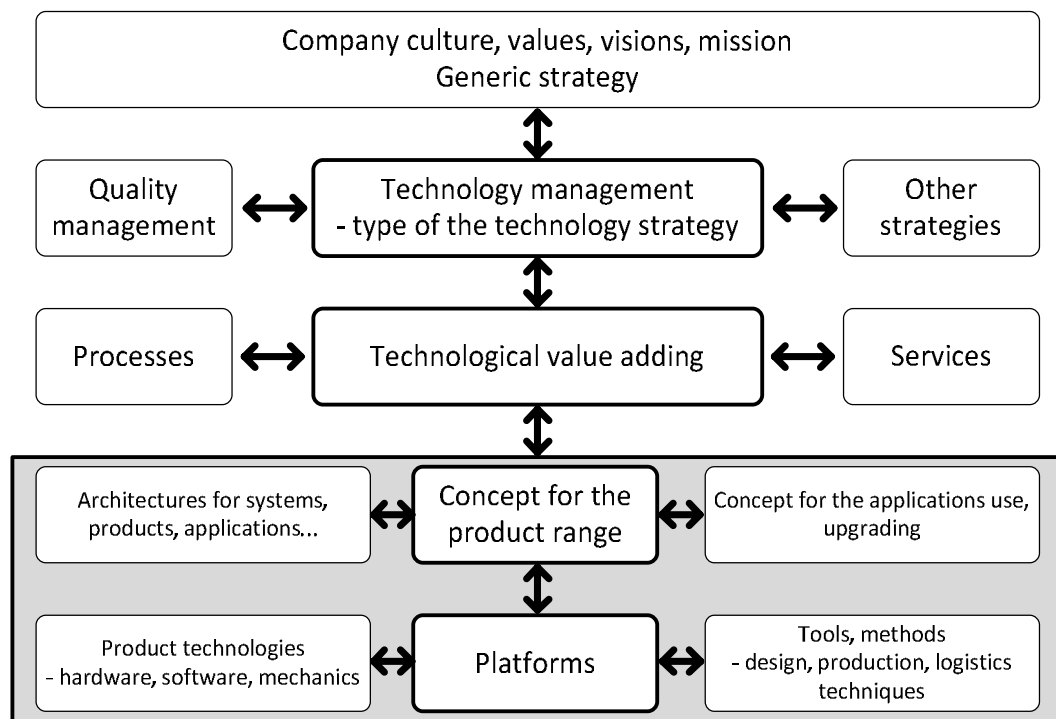 Company culture, values, visions, mission
Generic strategy
Quality
management
Technology management
- type of the technology strategy
Other
strategies
Processes
Technological value adding
Services
Architectures for systems,
products, applications...
Concept for the
product range
Concept for the applications use,
upgrading
Product technologies
- hardware, software, mechanics
Platforms
Tools, methods
- design, production, logistics
techniques